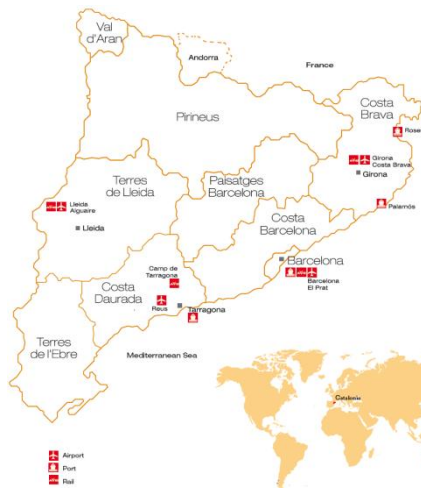 Val
d'Aran
Andorra
France
Pirineus
Costa
Brava
Roses
Girona
Costa Brava
Girona
Terres
de Lleida
Paisatges
Barcelona
Lleida
Alguaire
Lleida
Palamós
Costa
Barcelona
Barcelona
Barcelona
El Prat
Camp de
Tarragona
Costa
Daurada
Reus
Tarragona
Terres
de l'Ebre
Mediterranean Sea
Catalonia
Airport
Port
Rail